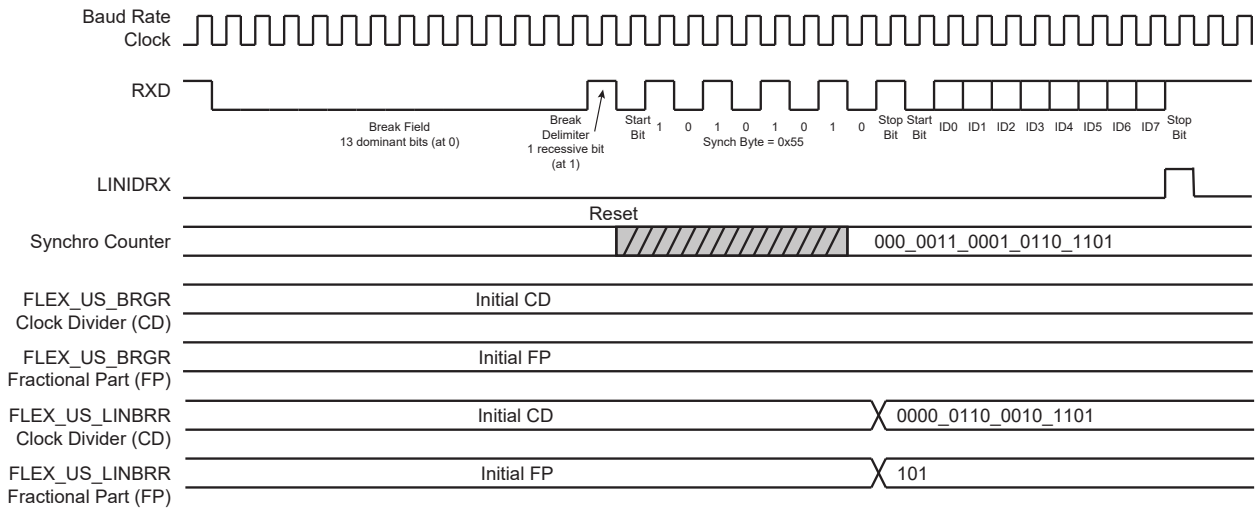 Baud Rate
Clock
RXD
Break Field
13 dominant bits (at 0)
Break
Delimiter
1 recessive bit
(at 1)
Start
Bit
1 0 1 0 1 0 1 0
Synch Byte = 0x55
Stop
Bit
Start
Bit
ID0 ID1 ID2 ID3 ID4 ID5 ID6 ID7
Stop
Bit
LINIDRX
Reset
Synchro Counter
000_0011_0001_0110_1101
FLEX_US_BRGR
Clock Divider (CD)
Initial CD
FLEX_US_BRGR
Fractional Part (FP)
Initial FP
FLEX_US_LINBRR
Clock Divider (CD)
Initial CD
0000_0110_0010_1101
FLEX_US_LINBRR
Fractional Part (FP)
Initial FP
101